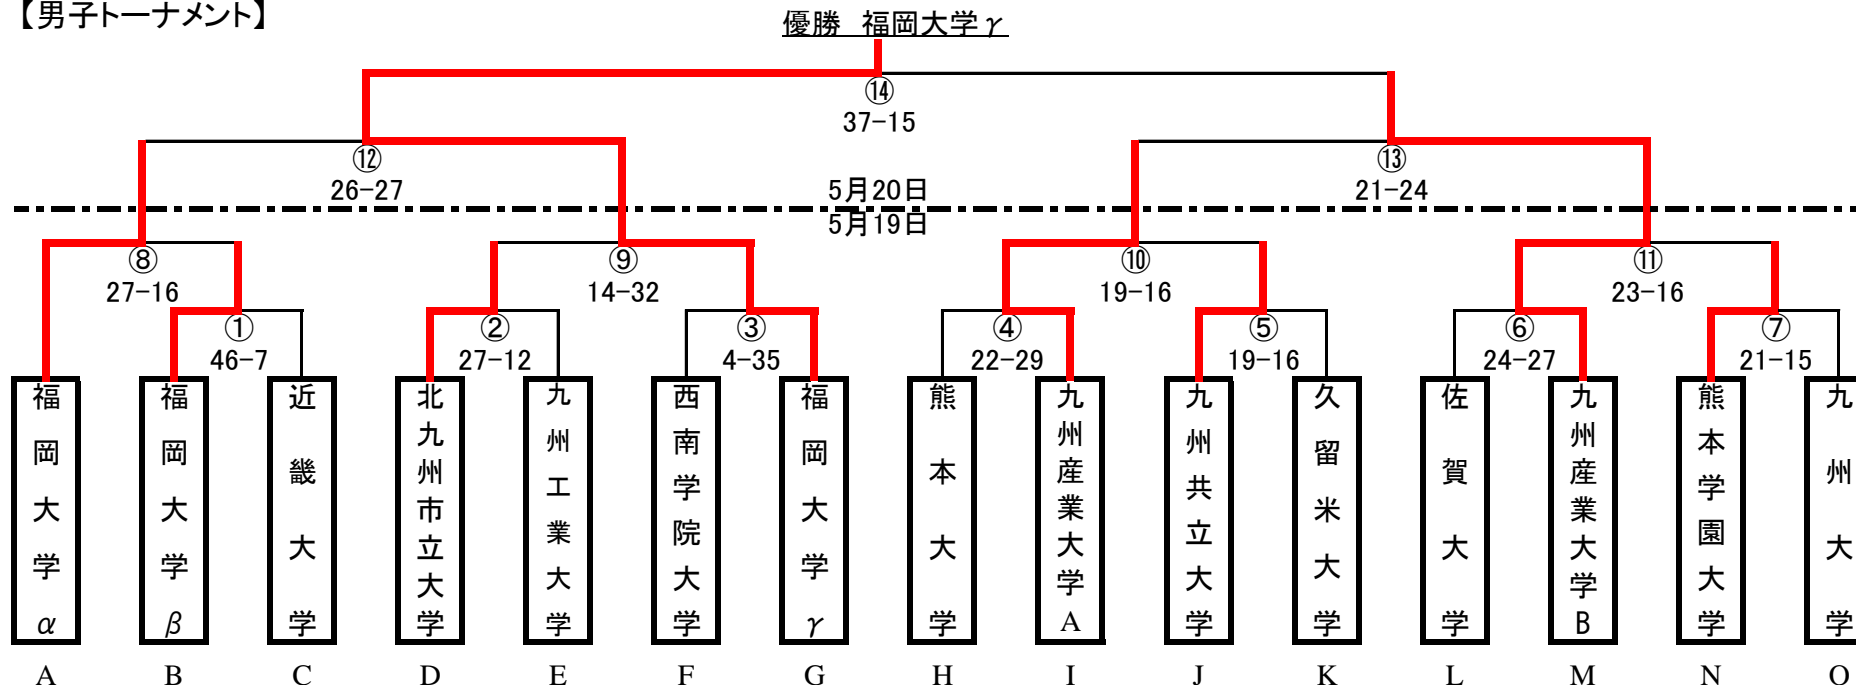 【男子トーナメント】
優勝　福岡大学γ
⑭
37-15
⑫
26-27
⑬
21-24
5月20日
5月19日
⑧
27-16
⑨
14-32
⑩
19-16
⑪
23-16
①
46-7
②
27-12
③
4-35
④
22-29
⑤
19-16
⑥
24-27
⑦
21-15
福岡大学α
福岡大学β
近畿大学
北九州市立大学
九州工業大学
西南学院大学
福岡大学γ
熊本大学
九州産業大学A
九州共立大学
久留米大学
佐賀大学
九州産業大学B
熊本学園大学
九州大学
A B C D E F G H I J K L M N O